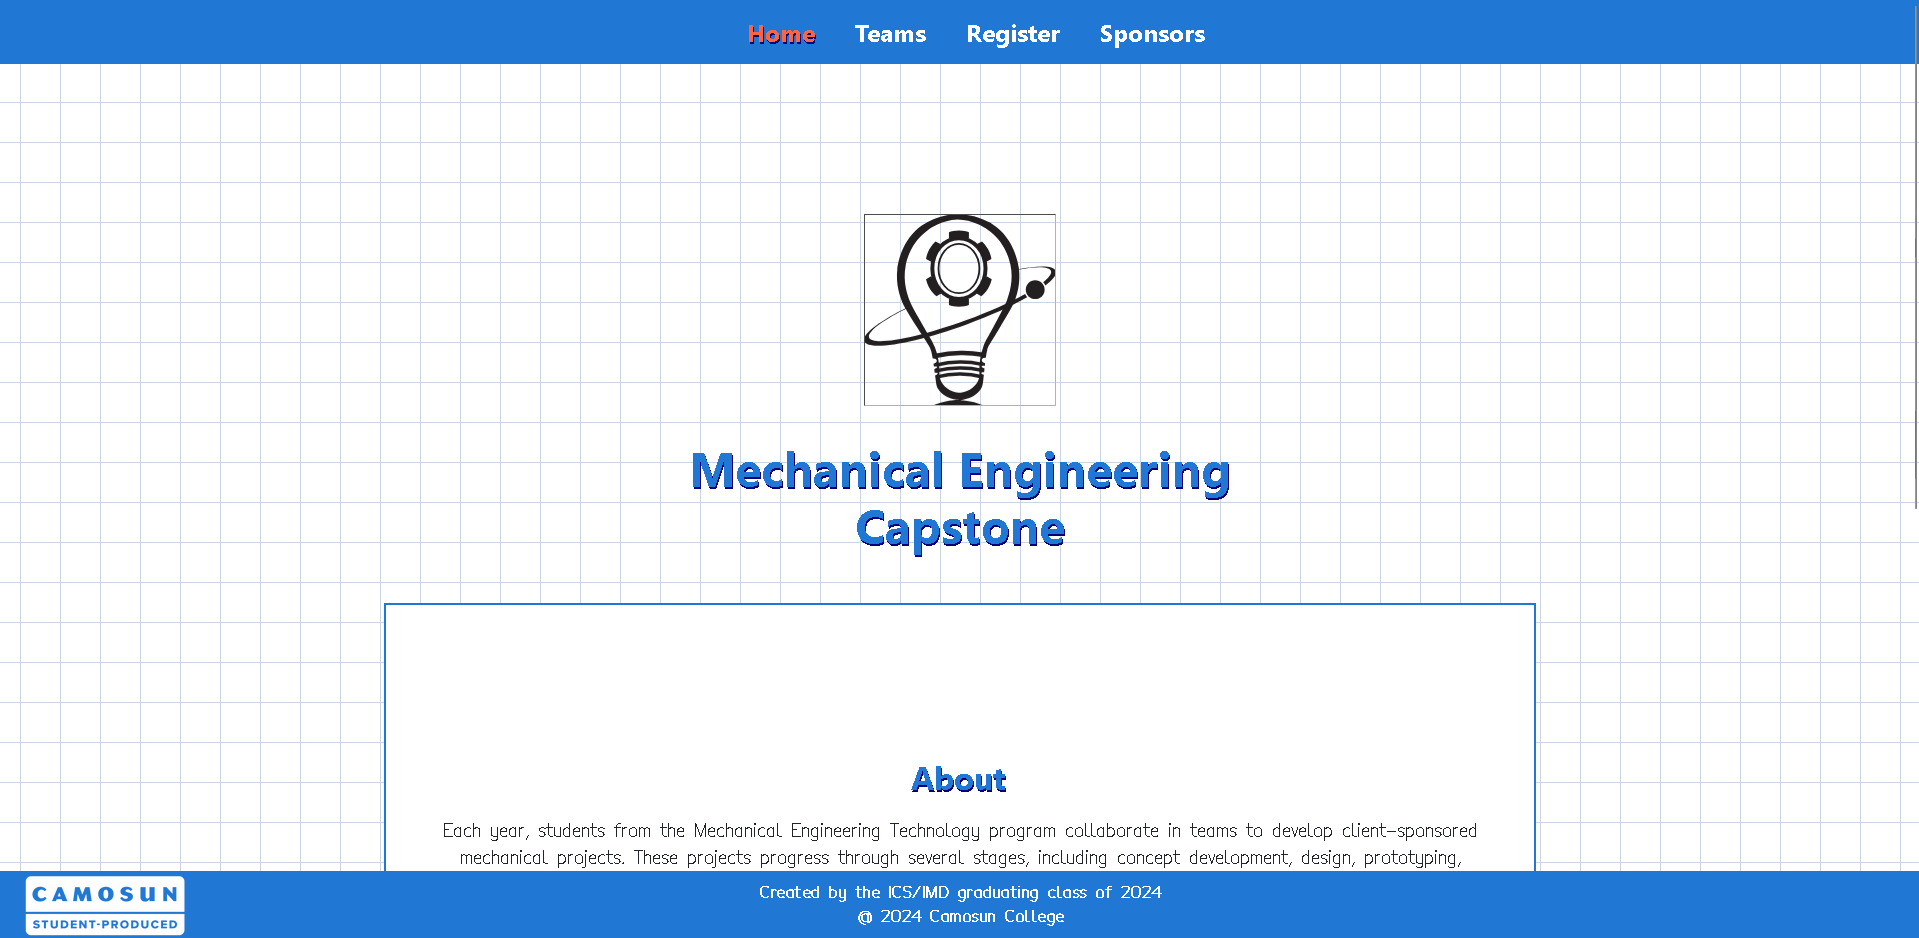 Home Teams Register Sponsors
Mechanical Engineering
Capstone
About
Each year, students from the Mechanical Engineering Technology program collaborate in teams to develop client-sponsored
mechanical projects. These projects progress through several stages, including concept development, design, prototyping,
CAMOSUN
STUDENT-PRODUCED
Created by the ICS/IMD graduating class of 2024
@ 2024 Camosun College